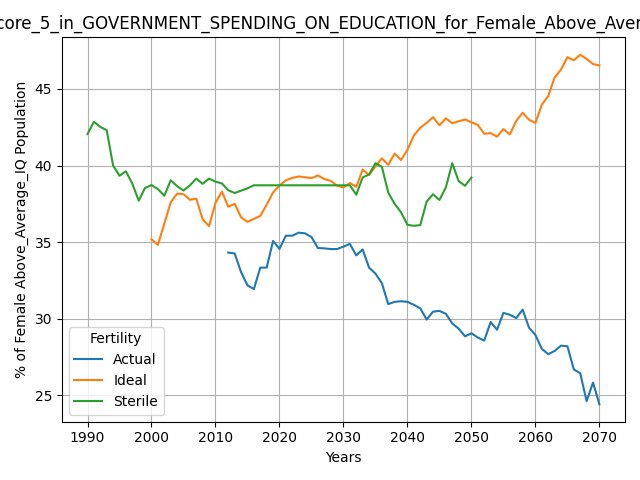 core_5_in_GOVERNMENT_SPENDING_ON_EDUCATION_for_Female_Above_Aver
% of Female Above_Average_IQ Population
45
40
35
30
25
Fertility
Actual
Ideal
Sterile
1990 2000 2010 2020 2030 2040 2050 2060 2070
Years